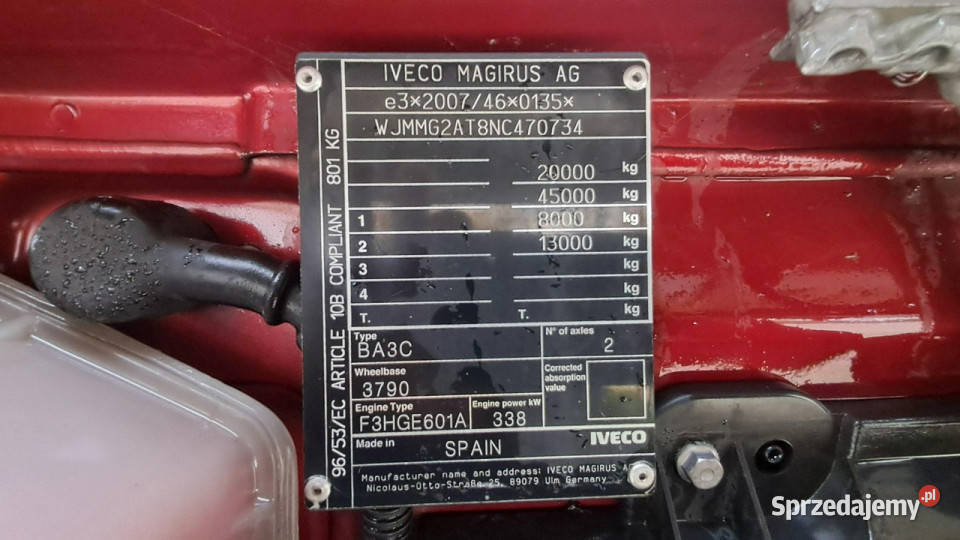 IVECO MAGIRUS AG
e3×2007/46×0135×
WJMMG2AT8NC470734
20000 kg
45000 kg
1 8000 kg
2 13000 kg
3 kg
4 kg
T. T. kg
96/53/EC ARTICLE 10B COMPLIANT 801 KG
Type
BA3C
N° of axles
2
Wheelbase
3790
Corrected
absorption
value
Engine Type
F3HGE601A
Engine power kW
338
Made in SPAIN
IVECO
Manufacturer name and address: IVECO MAGIRUS A
Nicolaus-Otto-Straße 25, 89079 Ulm Germany
Sprzedajemy.pl